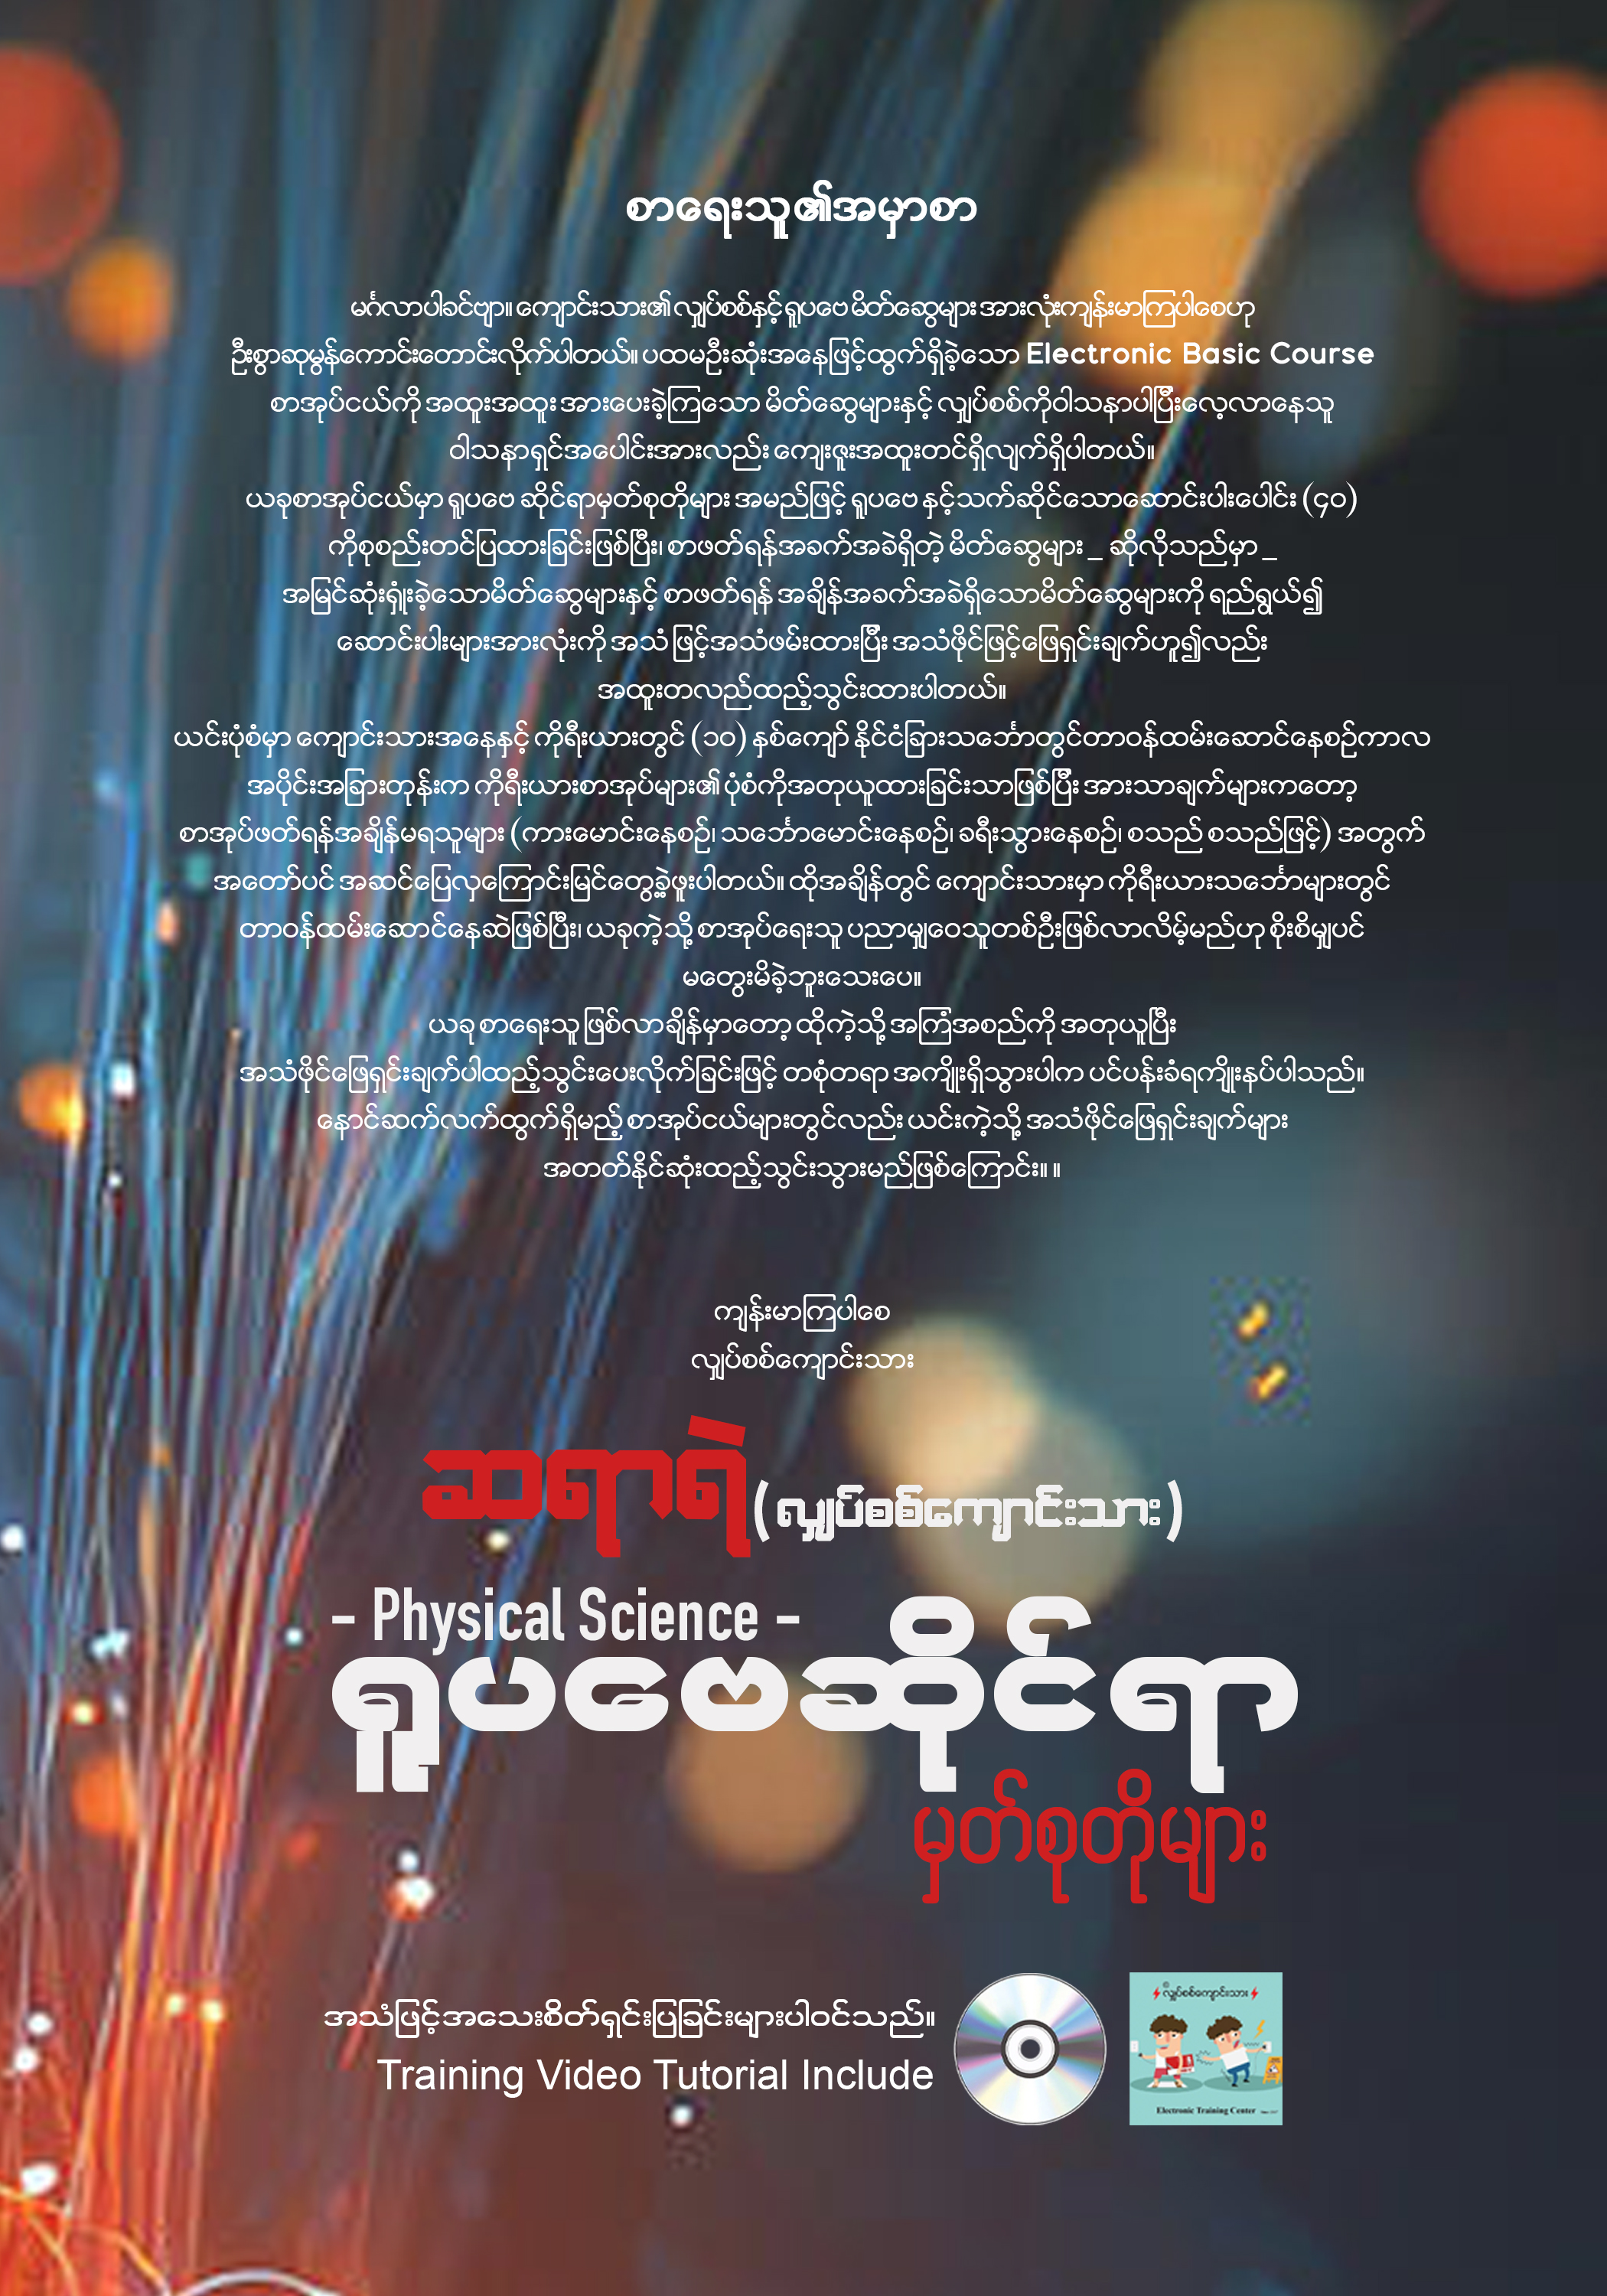 စာရေးသူ၏အမှာစာ
မင်္ဂလာပါခင်ဗျာ။ ကျောင်းသား၏ လျှပ်စစ်နှင့် ရူပဗေ မိတ်ဆွေများ အားလုံးကျန်းမာကြပါစေဟု
ဦးစွာဆုမွန်ကောင်းတောင်းလိုက်ပါတယ်။ ပထမဦးဆုံးအနေဖြင့်ထွက်ရှိခဲ့သော Electronic Basic Course
စာအုပ်ငယ်ကို အထူးအထူး အားပေးခဲ့ကြသော မိတ်ဆွေများနှင့် လျှပ်စစ်ကိုဝါသနာပါပြီးလေ့လာနေသူ
ဝါသနာရှင်အပေါင်းအားလည်း ကျေးဇူးအထူးတင်ရှိလျက်ရှိပါတယ်။
ယခုစာအုပ်ငယ်မှာ ရူပဗေ ဆိုင်ရာမှတ်စုတိုများ အမည်ဖြင့် ရူပဗေ နှင့်သက်ဆိုင်သောဆောင်းပါးပေါင်း (၄၀)
ကိုစုစည်းတင်ပြထားခြင်းဖြစ်ပြီး၊ စာဖတ်ရန်အခက်အခဲရှိတဲ့ မိတ်ဆွေများ _ ဆိုလိုသည်မှာ _
အမြင်ဆုံးရှုံးခဲ့သောမိတ်ဆွေများနှင့် စာဖတ်ရန် အချိန်အခက်အခဲရှိသောမိတ်ဆွေများကို ရည်ရွယ်၍
ဆောင်းပါးများအားလုံးကို အသံ ဖြင့်အသံဖမ်းထားပြီး အသံဖိုင်ဖြင့်ဖြေရှင်းချက်ဟူ၍လည်း
အထူးတလည်ထည့်သွင်းထားပါတယ်။
ယင်းပုံစံမှာ ကျောင်းသားအနေနှင့် ကိုရီးယားတွင် (၁၀) နှစ်ကျော် နိုင်ငံခြားသင်္ဘောတွင်တာဝန်ထမ်းဆောင်နေစဉ်ကာလ
အပိုင်းအခြားတုန်းက ကိုရီးယားစာအုပ်များ၏ ပုံစံကိုအတုယူထားခြင်းသာဖြစ်ပြီး အားသာချက်များကတော့
စာအုပ်ဖတ်ရန်အချိန်မရသူများ (ကားမောင်းနေစဉ်၊ သင်္ဘောမောင်းနေစဉ်၊ ခရီးသွားနေစဉ်၊ စသည် စသည်ဖြင့်) အတွက်
အတော်ပင် အဆင်ပြေလှကြောင်းမြင်တွေ့ခဲ့ဖူးပါတယ်။ ထိုအချိန်တွင် ကျောင်းသားမှာ ကိုရီးယားသင်္ဘောများတွင်
တာဝန်ထမ်းဆောင်နေဆဲဖြစ်ပြီး၊ ယခုကဲ့သို့ စာအုပ်ရေးသူ ပညာမျှဝေသူတစ်ဦးဖြစ်လာလိမ့်မည်ဟု စိုးစိမျှပင်
မတွေးမိခဲ့ဘူးသေးပေ။
ယခု စာရေးသူ ဖြစ်လာချိန်မှာတော့ ထိုကဲ့သို့ အကြံအစည်ကို အတုယူပြီး
အသံဖိုင်ဖြေရှင်းချက်ပါထည့်သွင်းပေးလိုက်ခြင်းဖြင့် တစုံတရာ အကျိုးရှိသွားပါက ပင်ပန်းခံရကျိုးနပ်ပါသည်။
နောင်ဆက်လက်ထွက်ရှိမည့် စာအုပ်ငယ်များတွင်လည်း ယင်းကဲ့သို့ အသံဖိုင်ဖြေရှင်းချက်များ
အတတ်နိုင်ဆုံးထည့်သွင်းသွားမည်ဖြစ်ကြောင်း။ ။
ကျန်းမာကြပါစေ
လျှပ်စစ်ကျောင်းသား
ဆရာရဲ (လျှပ်စစ်ကျောင်းသား)
- Physical Science -
ရူပဗေဆိုင်ရာ
မှတ်စုတိုများ
အသံဖြင့်အသေးစိတ်ရှင်းပြခြင်းများပါဝင်သည်။
Training Video Tutorial Include
လျှပ်စစ်ကျောင်းသား
Electronic Training Center